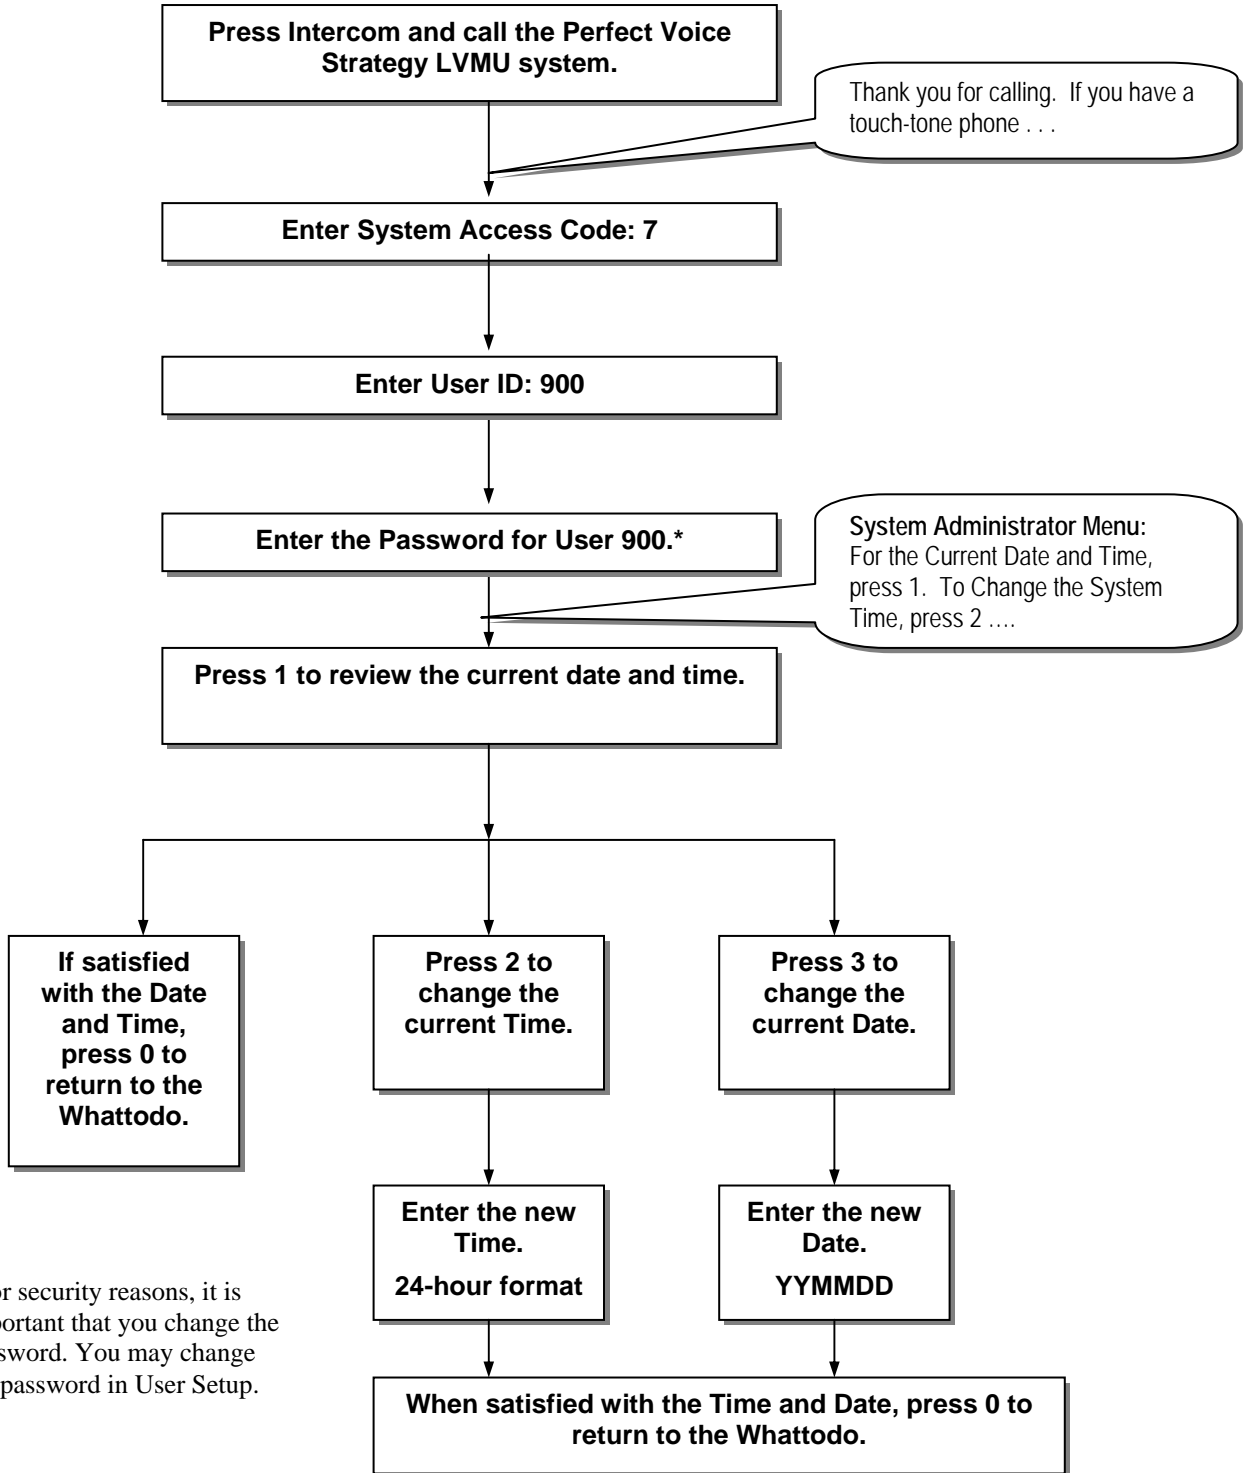 Press Intercom and call the Perfect Voice
Strategy LVMU system.
Thank you for calling. If you have a
touch-tone phone . . .
Enter System Access Code: 7
Enter User ID: 900
Enter the Password for User 900.*
System Administrator Menu:
For the Current Date and Time,
press 1. To Change the System
Time, press 2 ....
Press 1 to review the current date and time.
If satisfied
with the Date
and Time,
press 0 to
return to the
Whattodo.
Press 2 to
change the
current Time.
Press 3 to
change the
current Date.
Enter the new
Time.
24-hour format
Enter the new
Date.
YYMMDD
security reasons, it is
that you change the
You may change
password in User Setup.
When satisfied with the Time and Date, press 0 to
return to the Whattodo.